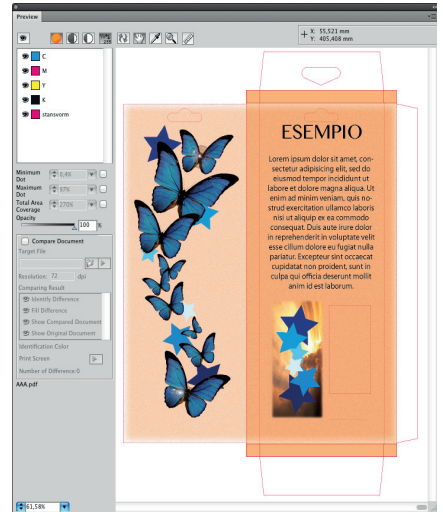 Preview
X: 55,521 mm
Y: 405,408 mm
C
M
Y
K
stansvorm
Minimum Dot
0,4%
Maximum Dot
97%
Total Area Coverage
270%
Opacity
100 %
Compare Document
Target File
Resolution: 72 dpi
Comparing Result
Identify Difference
Fill Difference
Show Compared Document
Show Original Document
Identification Color
Print Screen
Number of Difference:0
AAA.pdf
61,58%
ESEMPIO
Lorem ipsum dolor sit amet, con-
sectetur adipisicing elit, sed do
eiusmod tempor incididunt ut
labore et dolore magna aliqua. Ut
enim ad minim veniam, quis no-
strud exercitation ullamco laboris
nisi ut aliquip ex ea commodo
consequat. Duis aute irure dolor
in reprehenderit in voluptate velit
esse cillum dolore eu fugiat nulla
pariatur. Excepteur sint occaecat
cupidatat non proident, sunt in
culpa qui officia deserunt mollit
anim id est laborum.